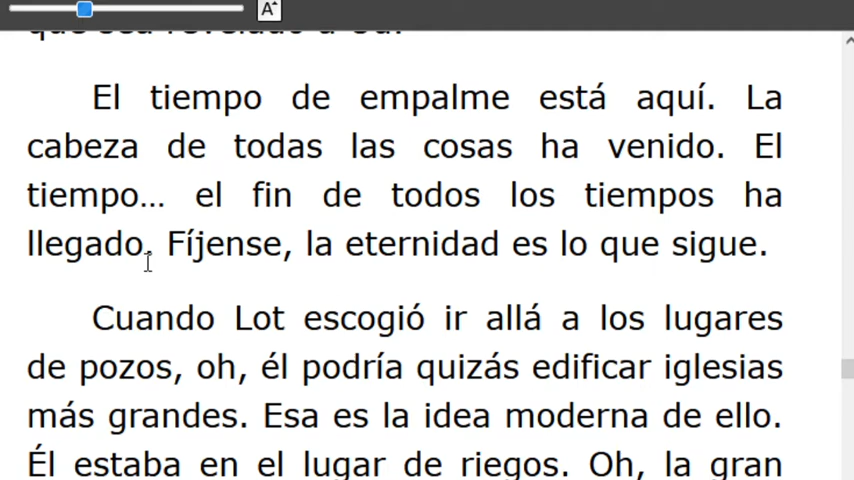 A
El tiempo de empalme está aquí. La
cabeza de todas las cosas ha venido. El
tiempo... el fin de todos los tiempos ha
llegado. Fíjense, la eternidad es lo que sigue.
Cuando Lot escogió ir allá a los lugares
de pozos, oh, él podría quizás edificar iglesias
más grandes. Esa es la idea moderna de ello.
Él estaba en el lugar de riegos. Oh, la gran